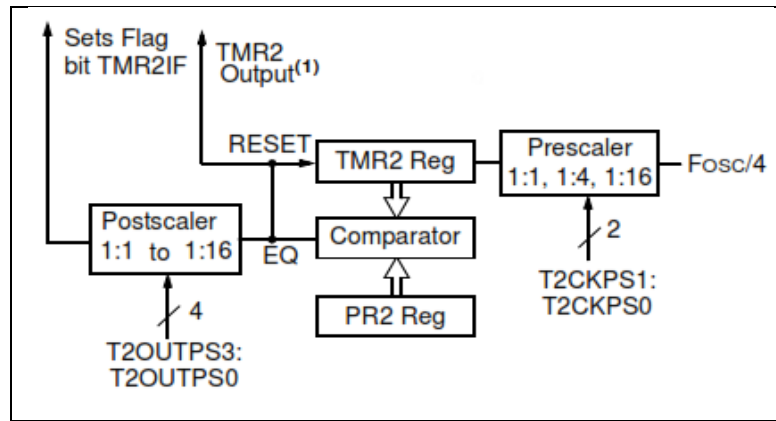 Sets Flag
bit TMR2IF
TMR2
Output(1)
RESET
TMR2 Reg
Prescaler
1:1, 1:4, 1:16
Fosc/4
Postscaler
1:1 to 1:16
EQ
Comparator
2
4
PR2 Reg
T2CKPS1:
T2CKPS0
T2OUTPS3:
T2OUTPS0